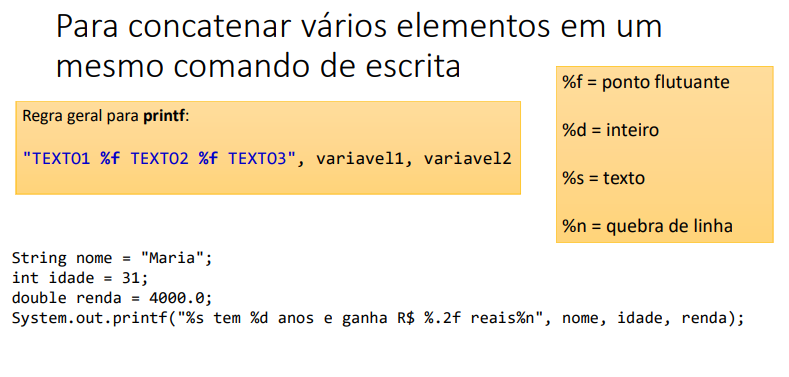 Para concatenar vários elementos em um
mesmo comando de escrita
Regra geral para printf:
"TEXTO1 %f TEXTO2 %f TEXTO3", variavel1, variavel2
%f = ponto flutuante
%d = inteiro
%s = texto
%n = quebra de linha
String nome = "Maria";
int idade = 31;
double renda = 4000.0;
System.out.printf("%s tem %d anos e ganha R$ %.2f reais%n", nome, idade, renda);